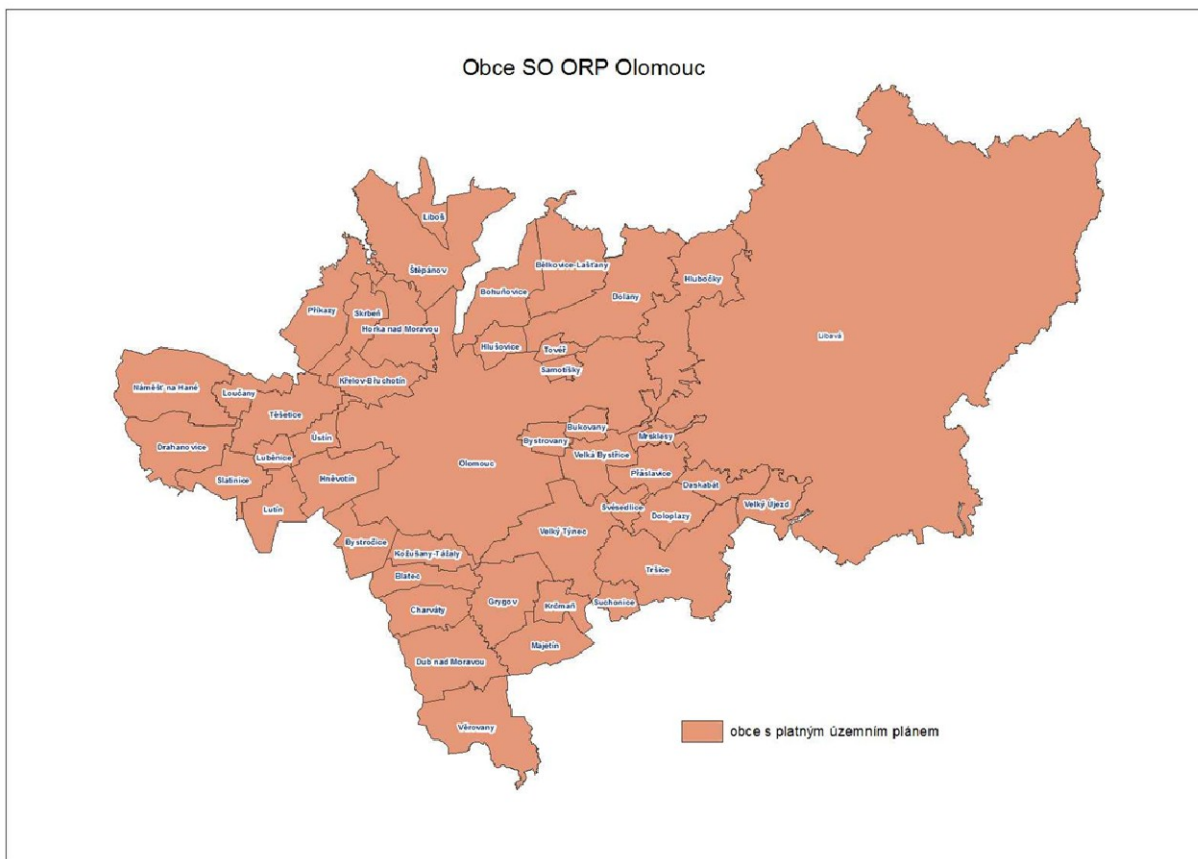 Obce SO ORP Olomouc
Liboš
Štěpánov
Bělkovice-Lašťany
Hlubočky
Bohuňovice
Dolany
Příkazy
Skrbeň
Horka nad Moravou
Libavá
Hlušovice
Tovéř
Samotišky
Křelov-Břuchotín
Náměšť na Hané
Loučany
Těšetice
Bukovany
Ústín
Bystrovany
Mrsklesy
Drahanovice
Luběnice
Velká Bystřice
Olomouc
Slatinice
Hněvotín
Přáslavice
Daskabát
Velký Újezd
Lutín
Svésedlice
Doloplazy
Velký Týnec
Bystročice
Kožušany-Tážaly
Tršice
Blatec
Grygov
Krčmaň
Suchonice
Charváty
Majetín
Dub nad Moravou
Věrovany
obce s platným územním plánem